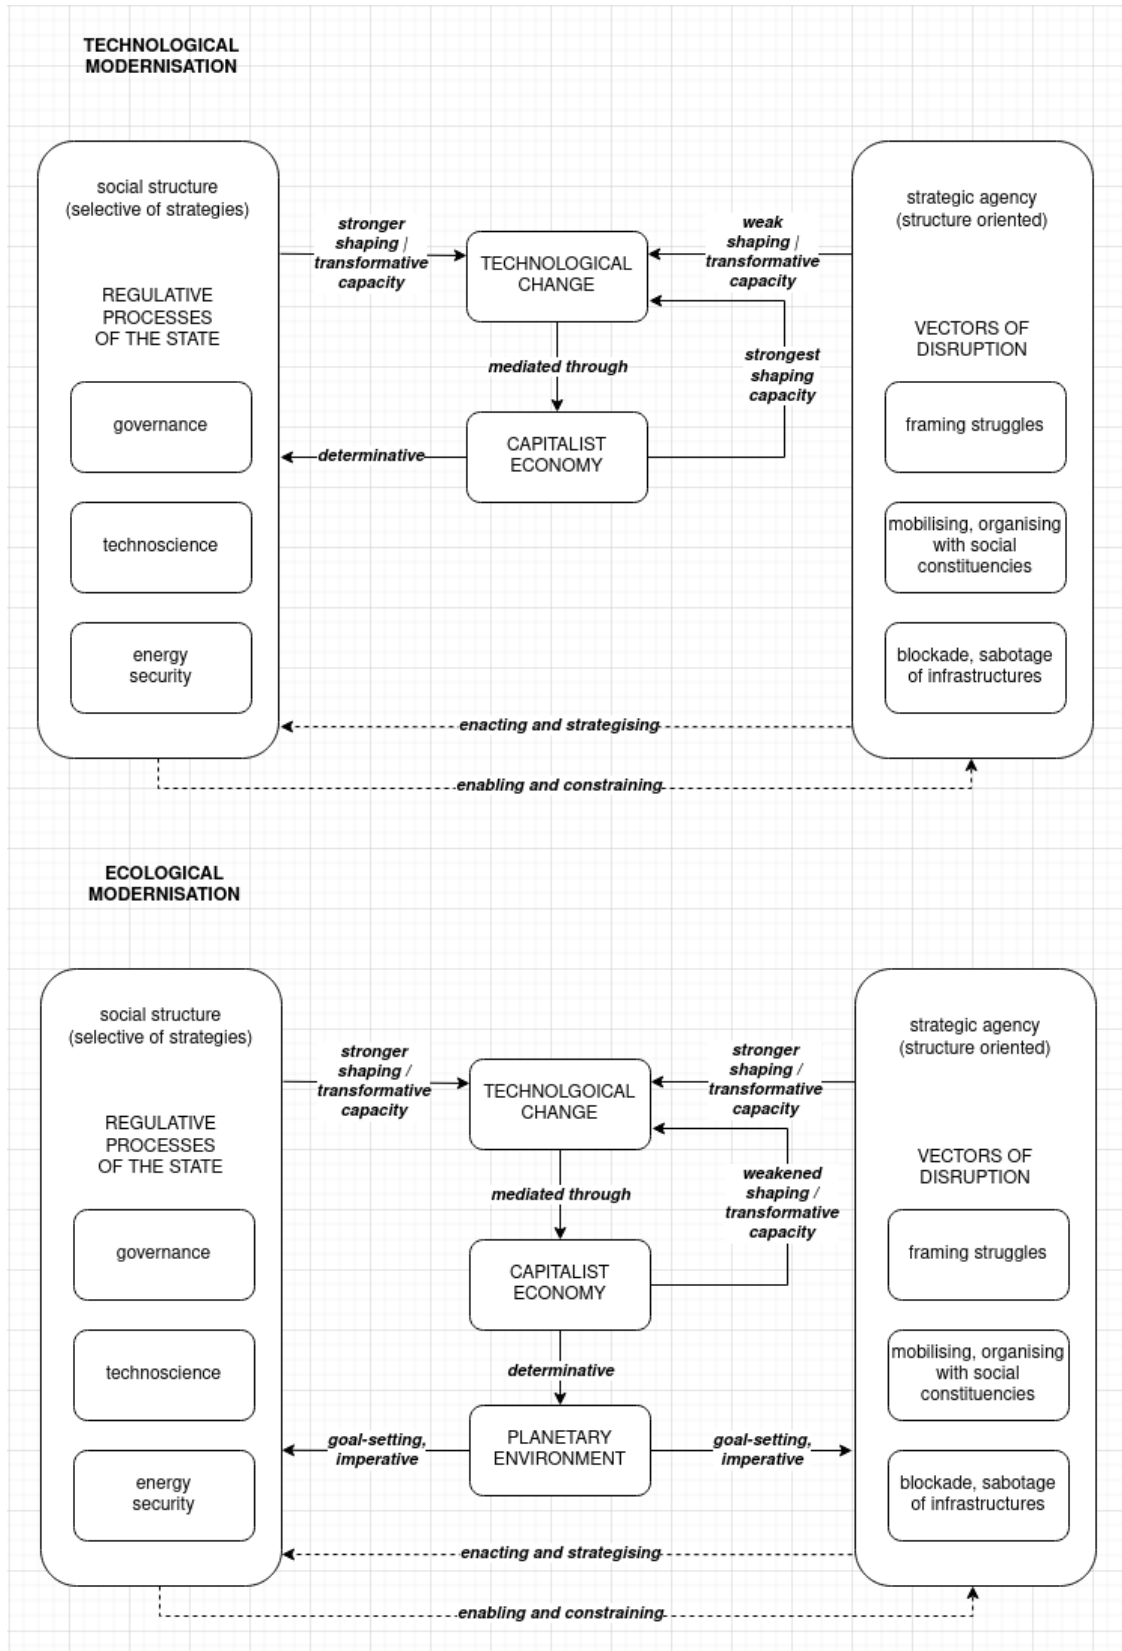 TECHNOLOGICAL
MODERNISATION
social structure
(selective of strategies)
REGULATIVE
PROCESSES
OF THE STATE
governance
technoscience
energy
security
stronger
shaping |
transformative
capacity
TECHNOLOGICAL
CHANGE
weak
shaping |
transformative
capacity
mediated through
strongest
shaping
capacity
CAPITALIST
ECONOMY
determinative
strategic agency
(structure oriented)
VECTORS OF
DISRUPTION
framing struggles
mobilising, organising
with social
constituencies
blockade, sabotage
of infrastructures
enacting and strategising
enabling and constraining
ECOLOGICAL
MODERNISATION
social structure
(selective of strategies)
REGULATIVE
PROCESSES
OF THE STATE
governance
technoscience
energy
security
stronger
shaping /
transformative
capacity
TECHNOLGOICAL
CHANGE
stronger
shaping /
transformative
capacity
mediated through
weakened
shaping /
transformative
capacity
CAPITALIST
ECONOMY
determinative
goal-setting,
imperative
PLANETARY
ENVIRONMENT
goal-setting,
imperative
strategic agency
(structure oriented)
VECTORS OF
DISRUPTION
framing struggles
mobilising, organising
with social
constituencies
blockade, sabotage
of infrastructures
enacting and strategising
enabling and constraining